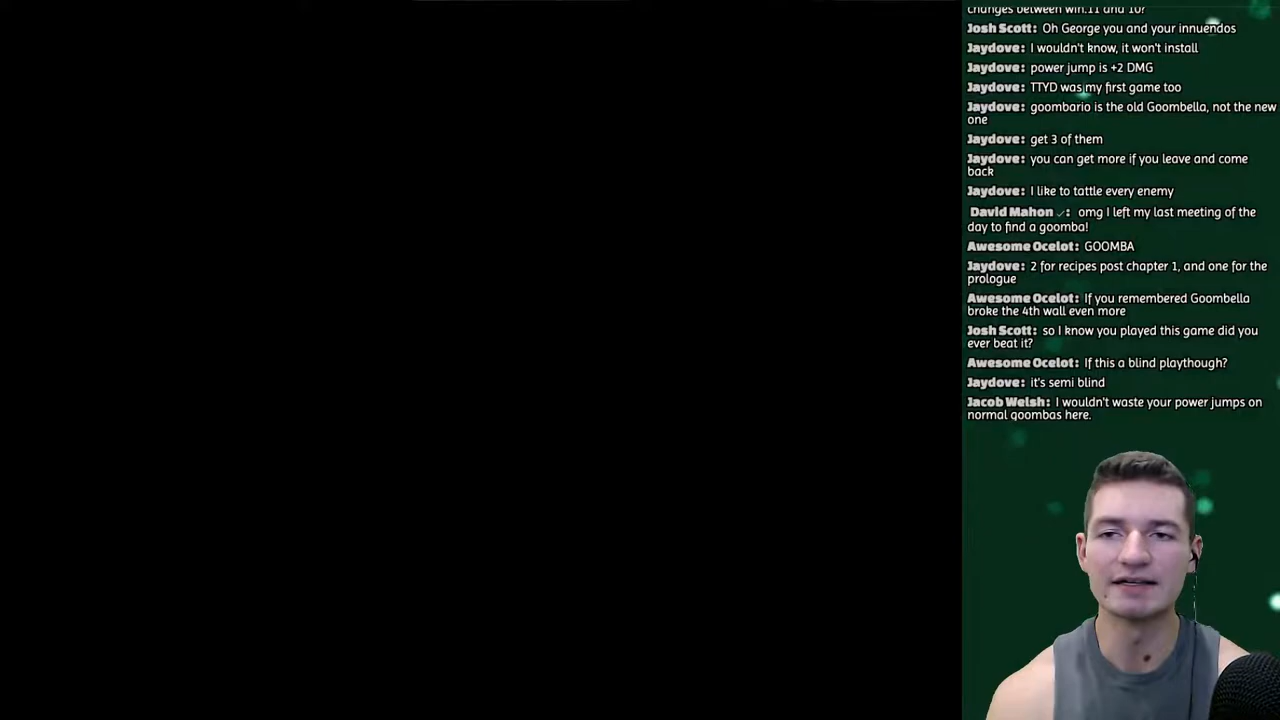 changes between win.11 and 10?
Josh Scott: Oh George you and your innuendos
Jaydove: I wouldn't know, it won't install
Jaydove: power jump is +2 DMG
Jaydove: TTYD was my first game too
Jaydove: goombario is the old Goombella, not the new
one
Jaydove: get 3 of them
Jaydove: you can get more if you leave and come
back
Jaydove: I like to tattle every enemy
David Mahon ✓: omg I left my last meeting of the
day to find a goomba!
Awesome Ocelot: GOOMBA
Jaydove: 2 for recipes post chapter 1, and one for the
prologue
Awesome Ocelot: If you remembered Goombella
broke the 4th wall even more
Josh Scott: so I know you played this game did you
ever beat it?
Awesome Ocelot: If this a blind playthough?
Jaydove: it's semi blind
Jacob Welsh: I wouldn't waste your power jumps on
normal goombas here.